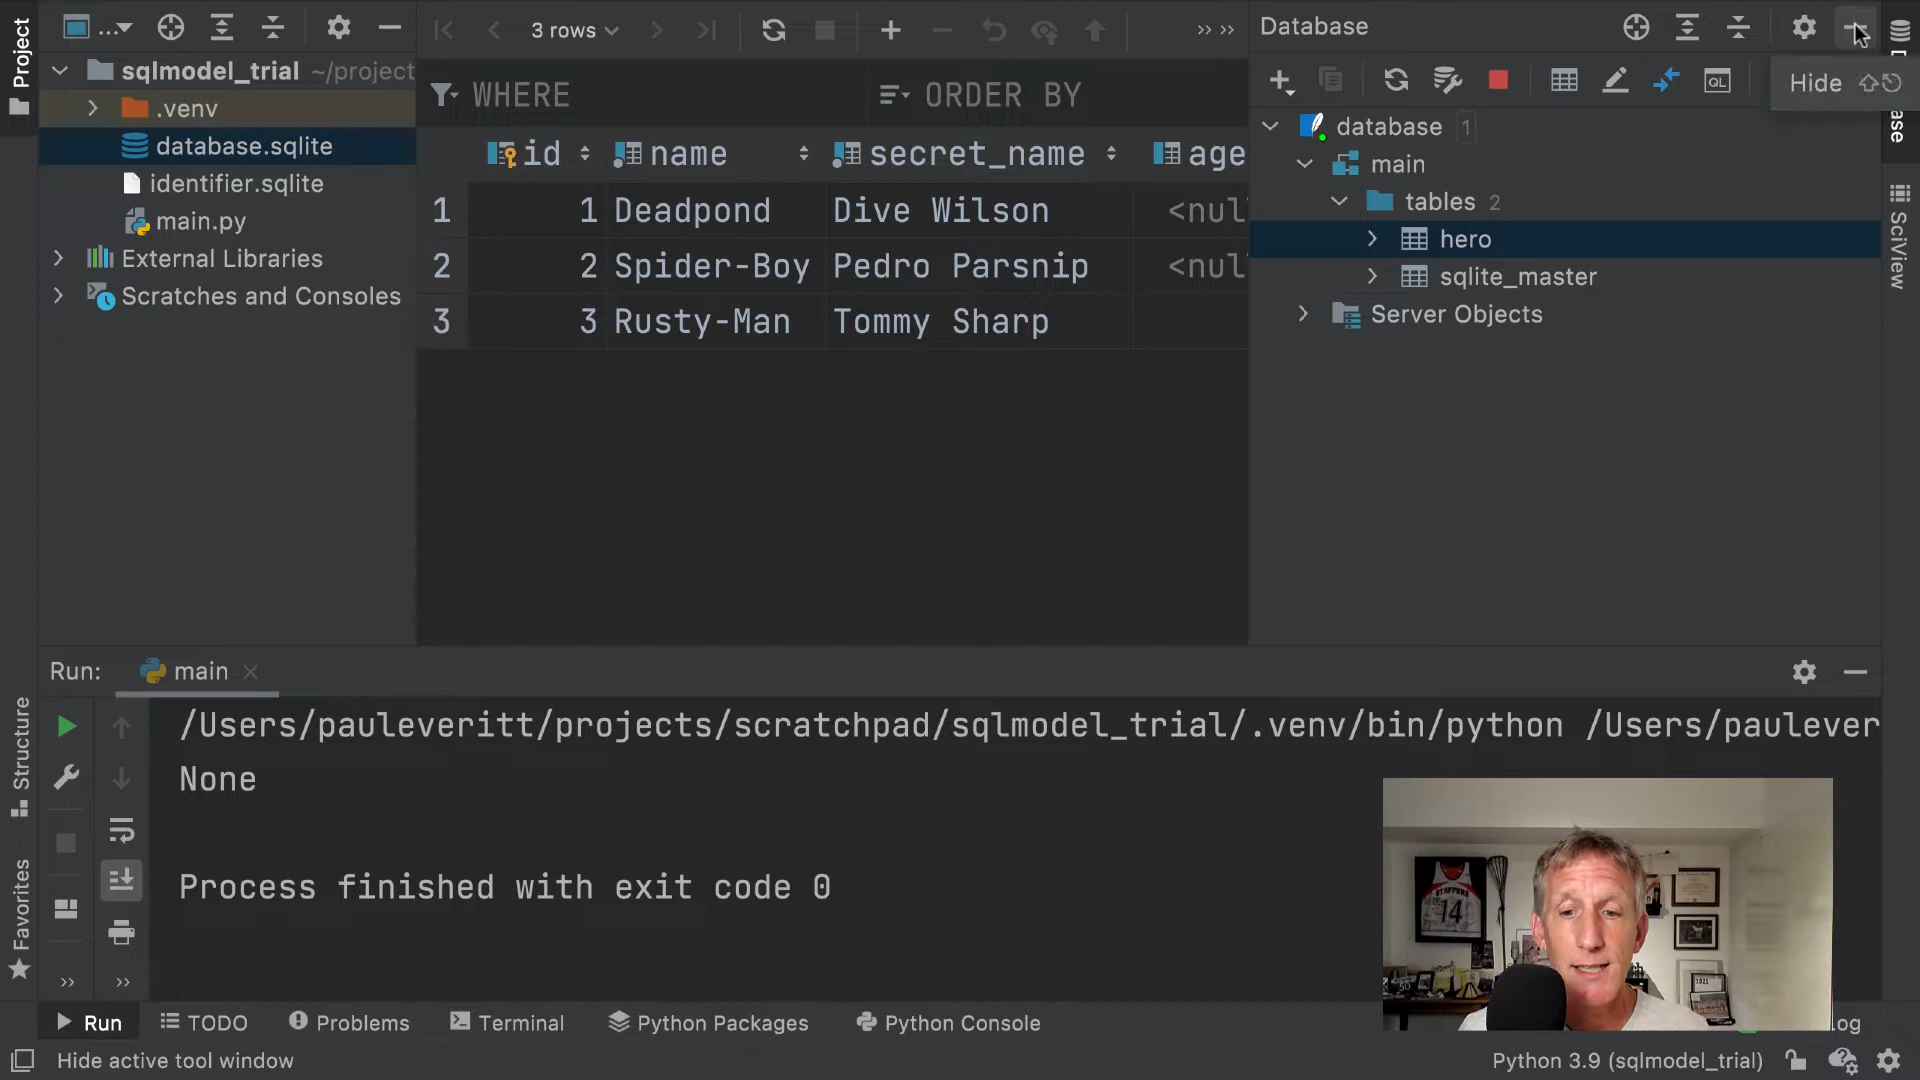 Project
...
3 rows
>> >>
Database
Hide
sqlmodel_trial ~/project
.venv
database.sqlite
identifier.sqlite
main.py
External Libraries
Scratches and Consoles
WHERE
ORDER BY
id name secret_name age
1 1 Deadpond Dive Wilson <nul
2 2 Spider-Boy Pedro Parsnip <nul
3 3 Rusty-Man Tommy Sharp
QL
database 1
main
tables 2
hero
sqlite_master
Server Objects
SciView
Run: main
/Users/pauleveritt/projects/scratchpad/sqlmodel_trial/.venv/bin/python /Users/paulever
None
Process finished with exit code 0
Structure
Favorites
STAFFORD
14
Run TODO Problems Terminal Python Packages Python Console
Hide active tool window
Python 3.9 (sqlmodel_trial)